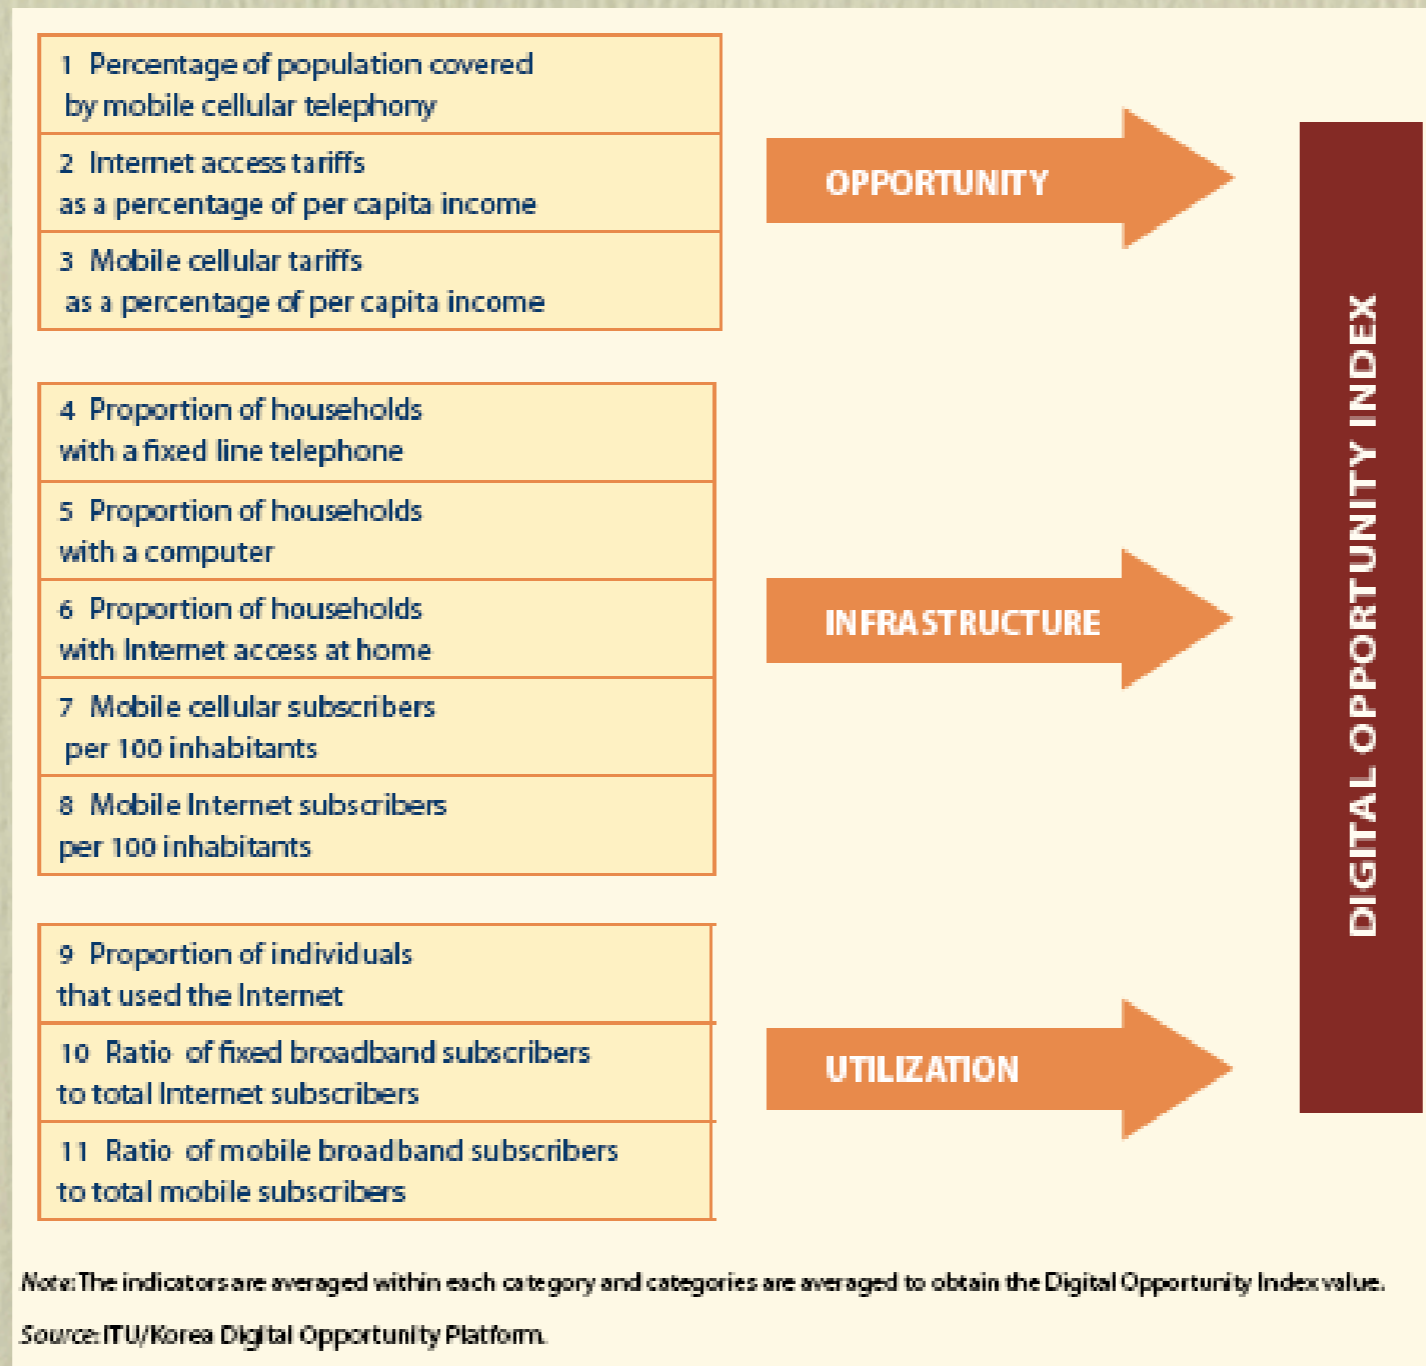 1 Percentage of population covered
by mobile cellular telephony
2 Internet access tariffs
as a percentage of per capita income
3 Mobile cellular tariffs
as a percentage of per capita income
OPPORTUNITY
4 Proportion of households
with a fixed line telephone
5 Proportion of households
with a computer
6 Proportion of households
with Internet access at home
7 Mobile cellular subscribers
per 100 inhabitants
8 Mobile Internet subscribers
per 100 inhabitants
INFRASTRUCTURE
9 Proportion of individuals
that used the Internet
10 Ratio of fixed broadband subscribers
to total Internet subscribers
11 Ratio of mobile broadband subscribers
to total mobile subscribers
UTILIZATION
DIGITAL OPPORTUNITY INDEX
Note: The indicators are averaged within each category and categories are averaged to obtain the Digital Opportunity Index value.
Source: ITU/Korea Digital Opportunity Platform.